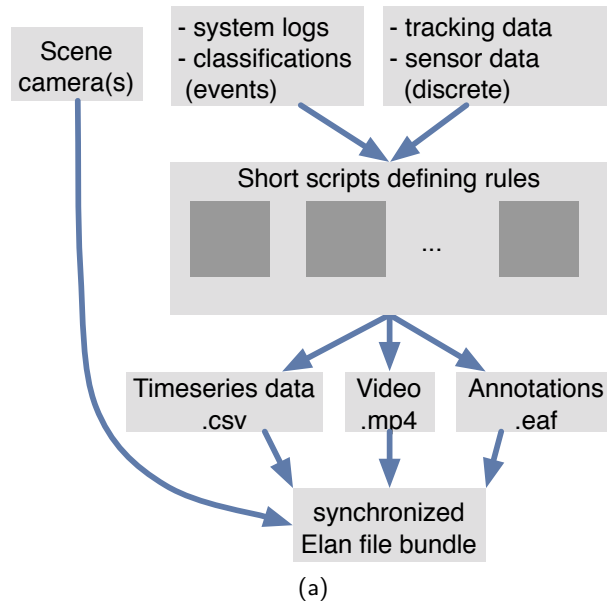 Scene
camera(s)
- system logs
- classifications
(events)
- tracking data
- sensor data
(discrete)
Short scripts defining rules
...
Timeseries data
.csv
Video
.mp4
Annotations
.eaf
synchronized
Elan file bundle
(a)